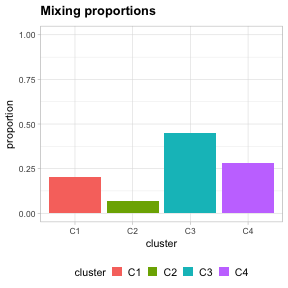 Mixing proportions
1.00
0.75
0.50
0.25
0.00
proportion
C1 C2 C3 C4
cluster
cluster C1 C2 C3 C4